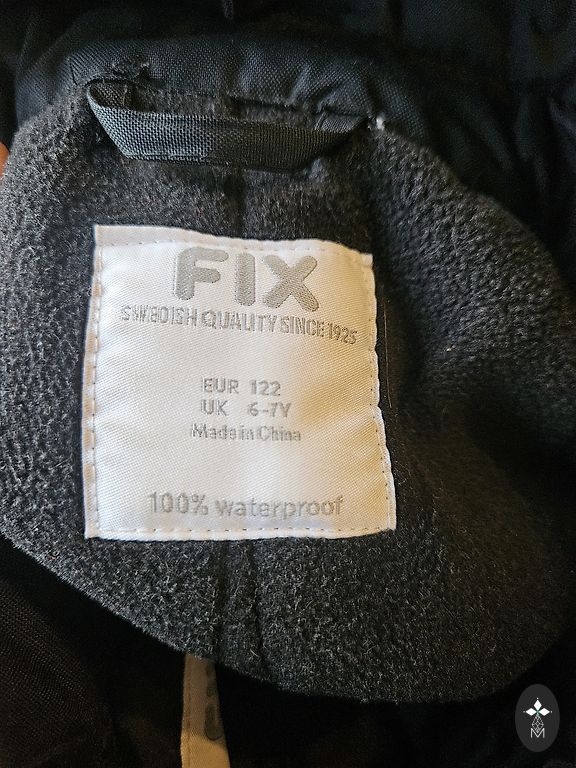 FIX
SWEDISH QUALITY SINCE 1925
EUR 122
UK 6-7Y
Made in China
100% waterproof
M